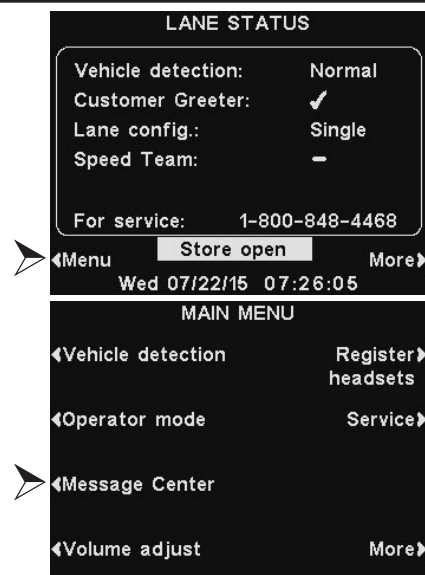 LANE STATUS
Vehicle detection: Normal
Customer Greeter: ✓
Lane config.: Single
Speed Team: –
For service: 1-800-848-4468
Store open
Menu More
Wed 07/22/15 07:26:05
MAIN MENU
Vehicle detection Register
headsets
Operator mode Service
Message Center
Volume adjust More